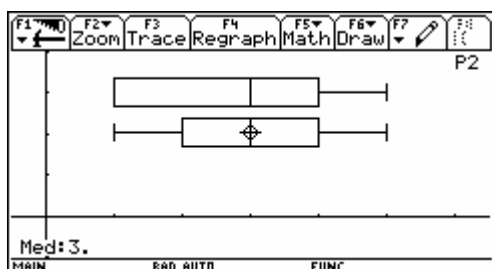 F1 F2 F3 F4 F5 F6 F7
Zoom Trace Regraph Math Draw
P2
Med:3.
MAIN RAD AUTO FUNC